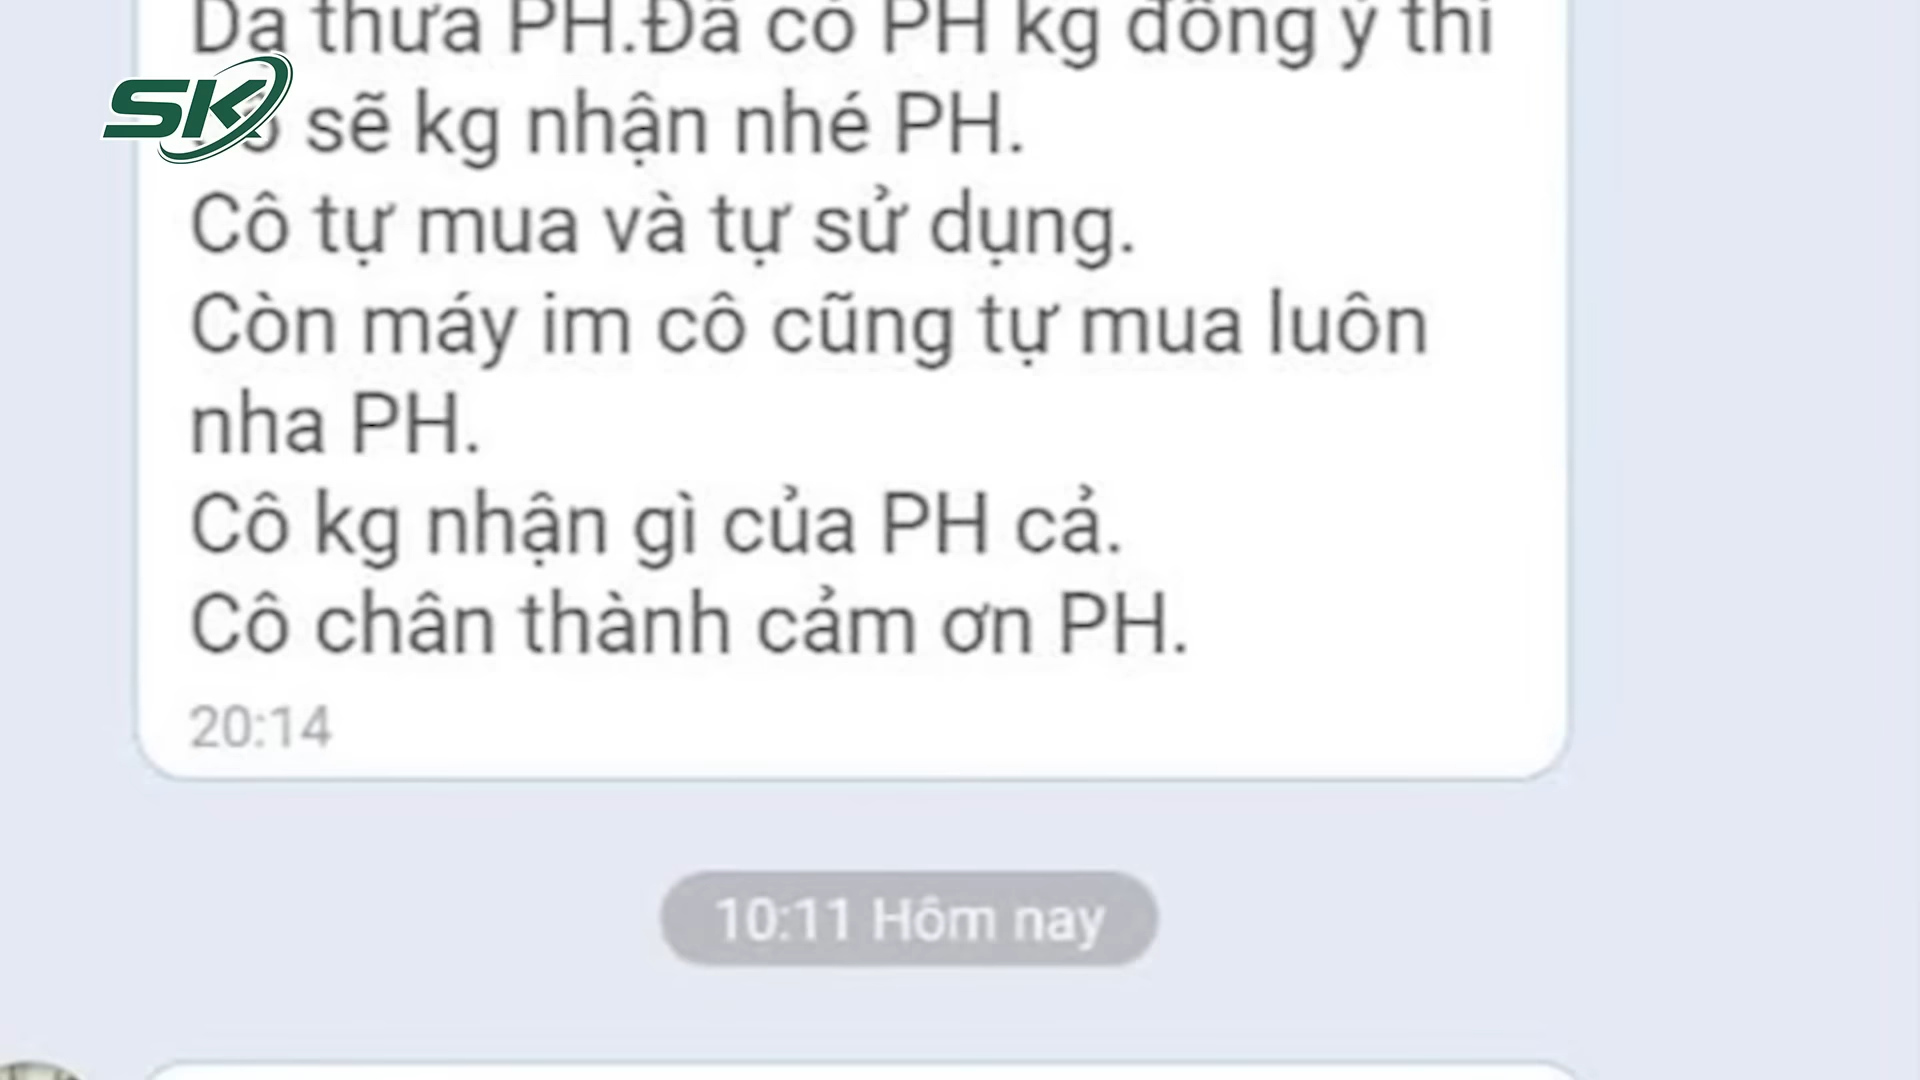 Dạ thưa PH.Đã có PH kg đồng ý thì
SK
sẽ kg nhận nhé PH.
Cô tự mua và tự sử dụng.
Còn máy im cô cũng tự mua luôn
nha PH.
Cô kg nhận gì của PH cả.
Cô chân thành cảm ơn PH.
20:14
10:11 Hôm nay